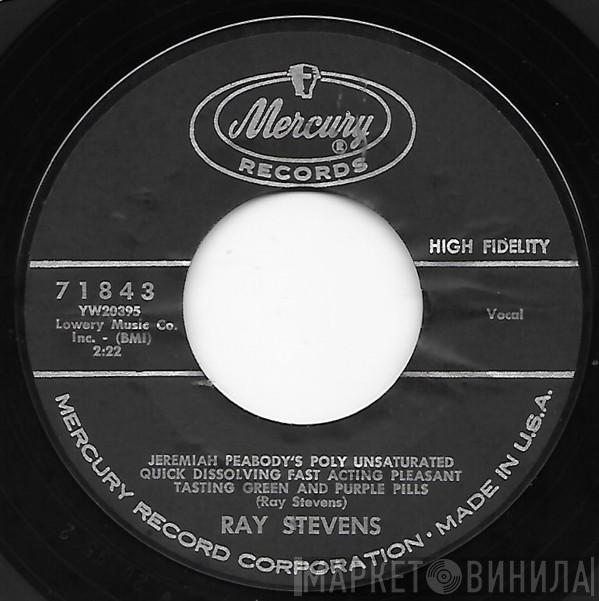 Mercury
®
RECORDS
HIGH FIDELITY
71843
YW20395
Lowery Music Co.
Inc. - (BMI)
2:22
Vocal
JEREMIAH PEABODY'S POLY UNSATURATED
QUICK DISSOLVING FAST ACTING PLEASANT
TASTING GREEN AND PURPLE PILLS
(Ray Stevens)
RAY STEVENS
MERCURY RECORD CORPORATION • MADE IN U.S.A.
МАРКЕТ ВИНИЛА